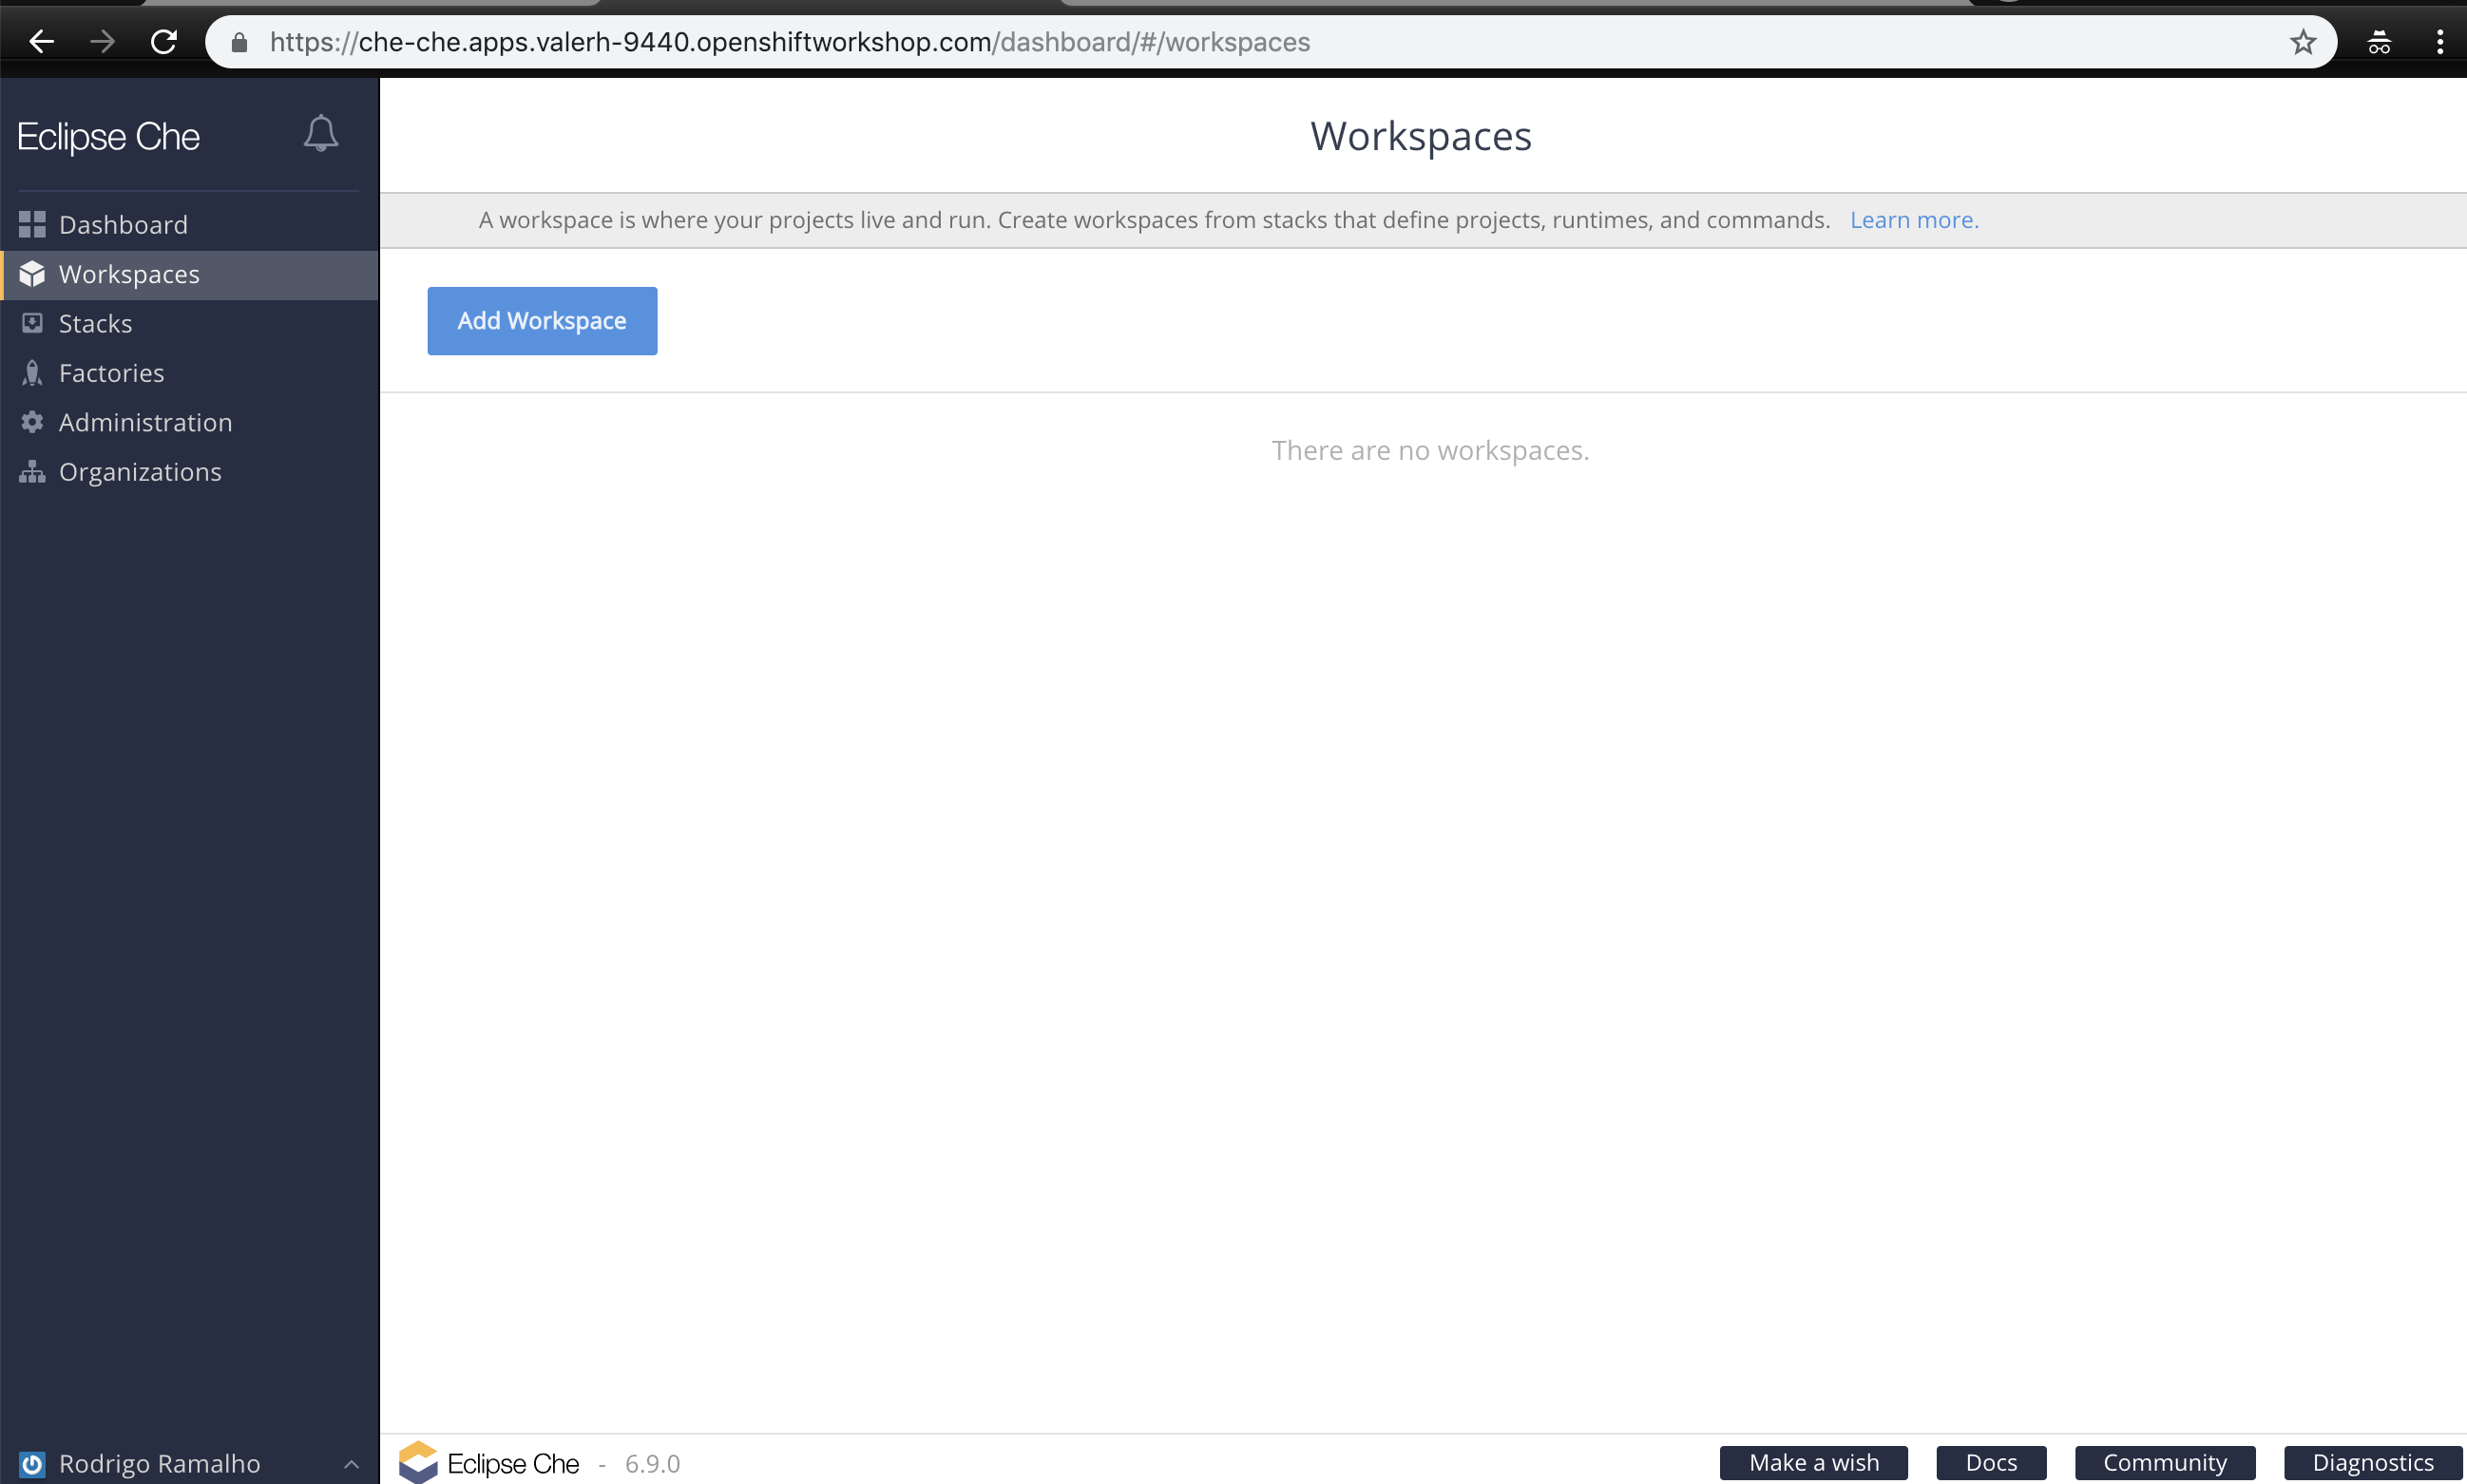 https://che-che.apps.valerh-9440.openshiftworkshop.com/dashboard/#/workspaces
Eclipse Che
Dashboard
Workspaces
Stacks
Factories
Administration
Organizations
Rodrigo Ramalho
Workspaces
A workspace is where your projects live and run. Create workspaces from stacks that define projects, runtimes, and commands. Learn more.
Add Workspace
There are no workspaces.
Eclipse Che - 6.9.0
Make a wish
Docs
Community
Diagnostics